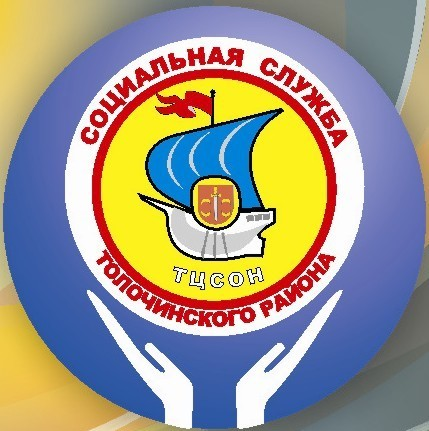 СОЦИАЛЬНАЯ СЛУЖБА
ТЦСОН
ТОЛОЧИНСКОГО РАЙОНА